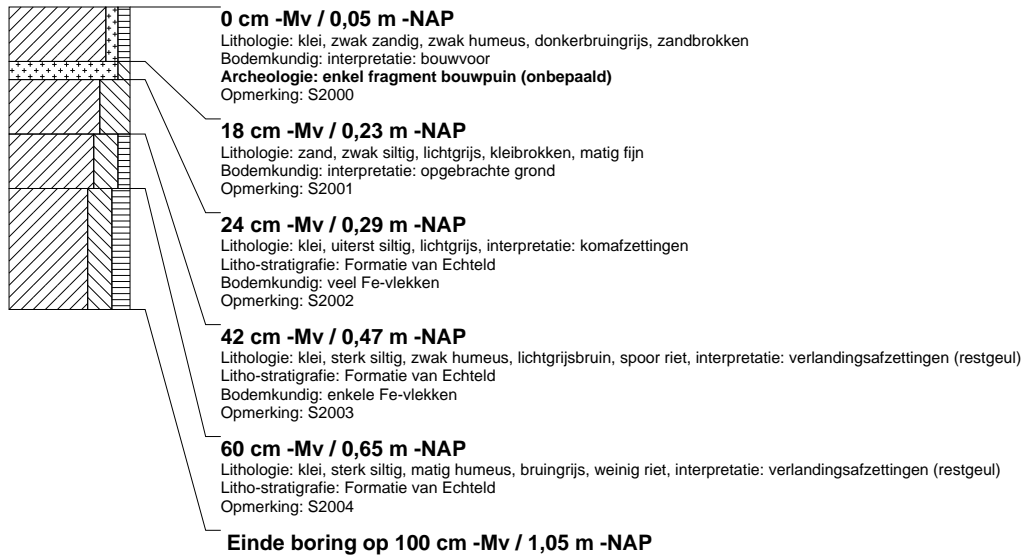 0 cm -Mv / 0,05 m -NAP
Lithologie: klei, zwak zandig, zwak humeus, donkerbruingrijs, zandbrokken
Bodemkundig: interpretatie: bouwvoor
Archeologie: enkel fragment bouwpuin (onbepaald)
Opmerking: S2000
18 cm -Mv / 0,23 m -NAP
Lithologie: zand, zwak siltig, lichtgrijs, kleibrokken, matig fijn
Bodemkundig: interpretatie: opgebrachte grond
Opmerking: S2001
24 cm -Mv / 0,29 m -NAP
Lithologie: klei, uiterst siltig, lichtgrijs, interpretatie: komafzettingen
Litho-stratigrafie: Formatie van Echteld
Bodemkundig: veel Fe-vlekken
Opmerking: S2002
42 cm -Mv / 0,47 m -NAP
Lithologie: klei, sterk siltig, zwak humeus, lichtgrijsbruin, spoor riet, interpretatie: verlandingsafzettingen (restgeul)
Litho-stratigrafie: Formatie van Echteld
Bodemkundig: enkele Fe-vlekken
Opmerking: S2003
60 cm -Mv / 0,65 m -NAP
Lithologie: klei, sterk siltig, matig humeus, bruingrijs, weinig riet, interpretatie: verlandingsafzettingen (restgeul)
Litho-stratigrafie: Formatie van Echteld
Opmerking: S2004
Einde boring op 100 cm -Mv / 1,05 m -NAP